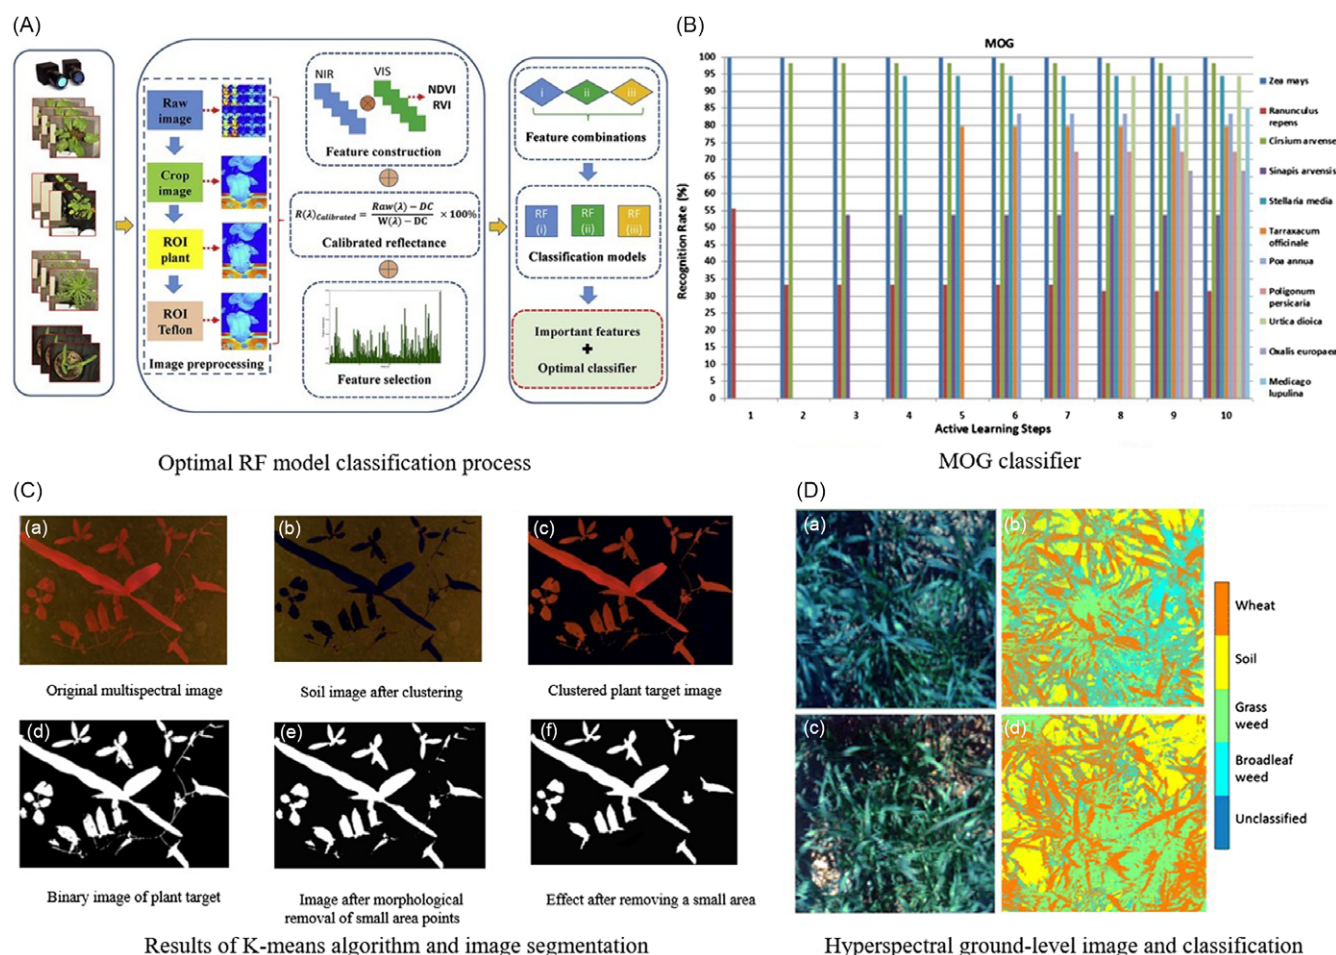 (A)
Raw
image
Crop
image
ROI
plant
ROI
Teflon
Image preprocessing
NIR
VIS
NDVI
RVI
Feature construction
R(λ)Calibrated = Raw(λ) − DC / W(λ) − DC × 100%
Calibrated reflectance
Feature selection
i
ii
iii
Feature combinations
RF
(i)
RF
(ii)
RF
(iii)
Classification models
Important features
+
Optimal classifier
Optimal RF model classification process
(B)
MOG
Recognition Rate (%)
100
95
90
85
80
75
70
65
60
55
50
45
40
35
30
25
20
15
10
5
0
1 2 3 4 5 6 7 8 9 10
Active Learning Steps
Zea mays
Ranunculus
repens
Cirsium arvense
Sinapis arvensis
Stellaria media
Tarraxacum
officinale
Poa annua
Poligonum
persicaria
Urtica dioica
Oxalis europaea
Medicago
lupulina
MOG classifier
(C)
(a)
(b)
(c)
Original multispectral image
Soil image after clustering
Clustered plant target image
(d)
(e)
(f)
Binary image of plant target
Image after morphological
removal of small area points
Effect after removing a small area
Results of K-means algorithm and image segmentation
(D)
(a)
(b)
(c)
(d)
Wheat
Soil
Grass
weed
Broadleaf
weed
Unclassified
Hyperspectral ground-level image and classification